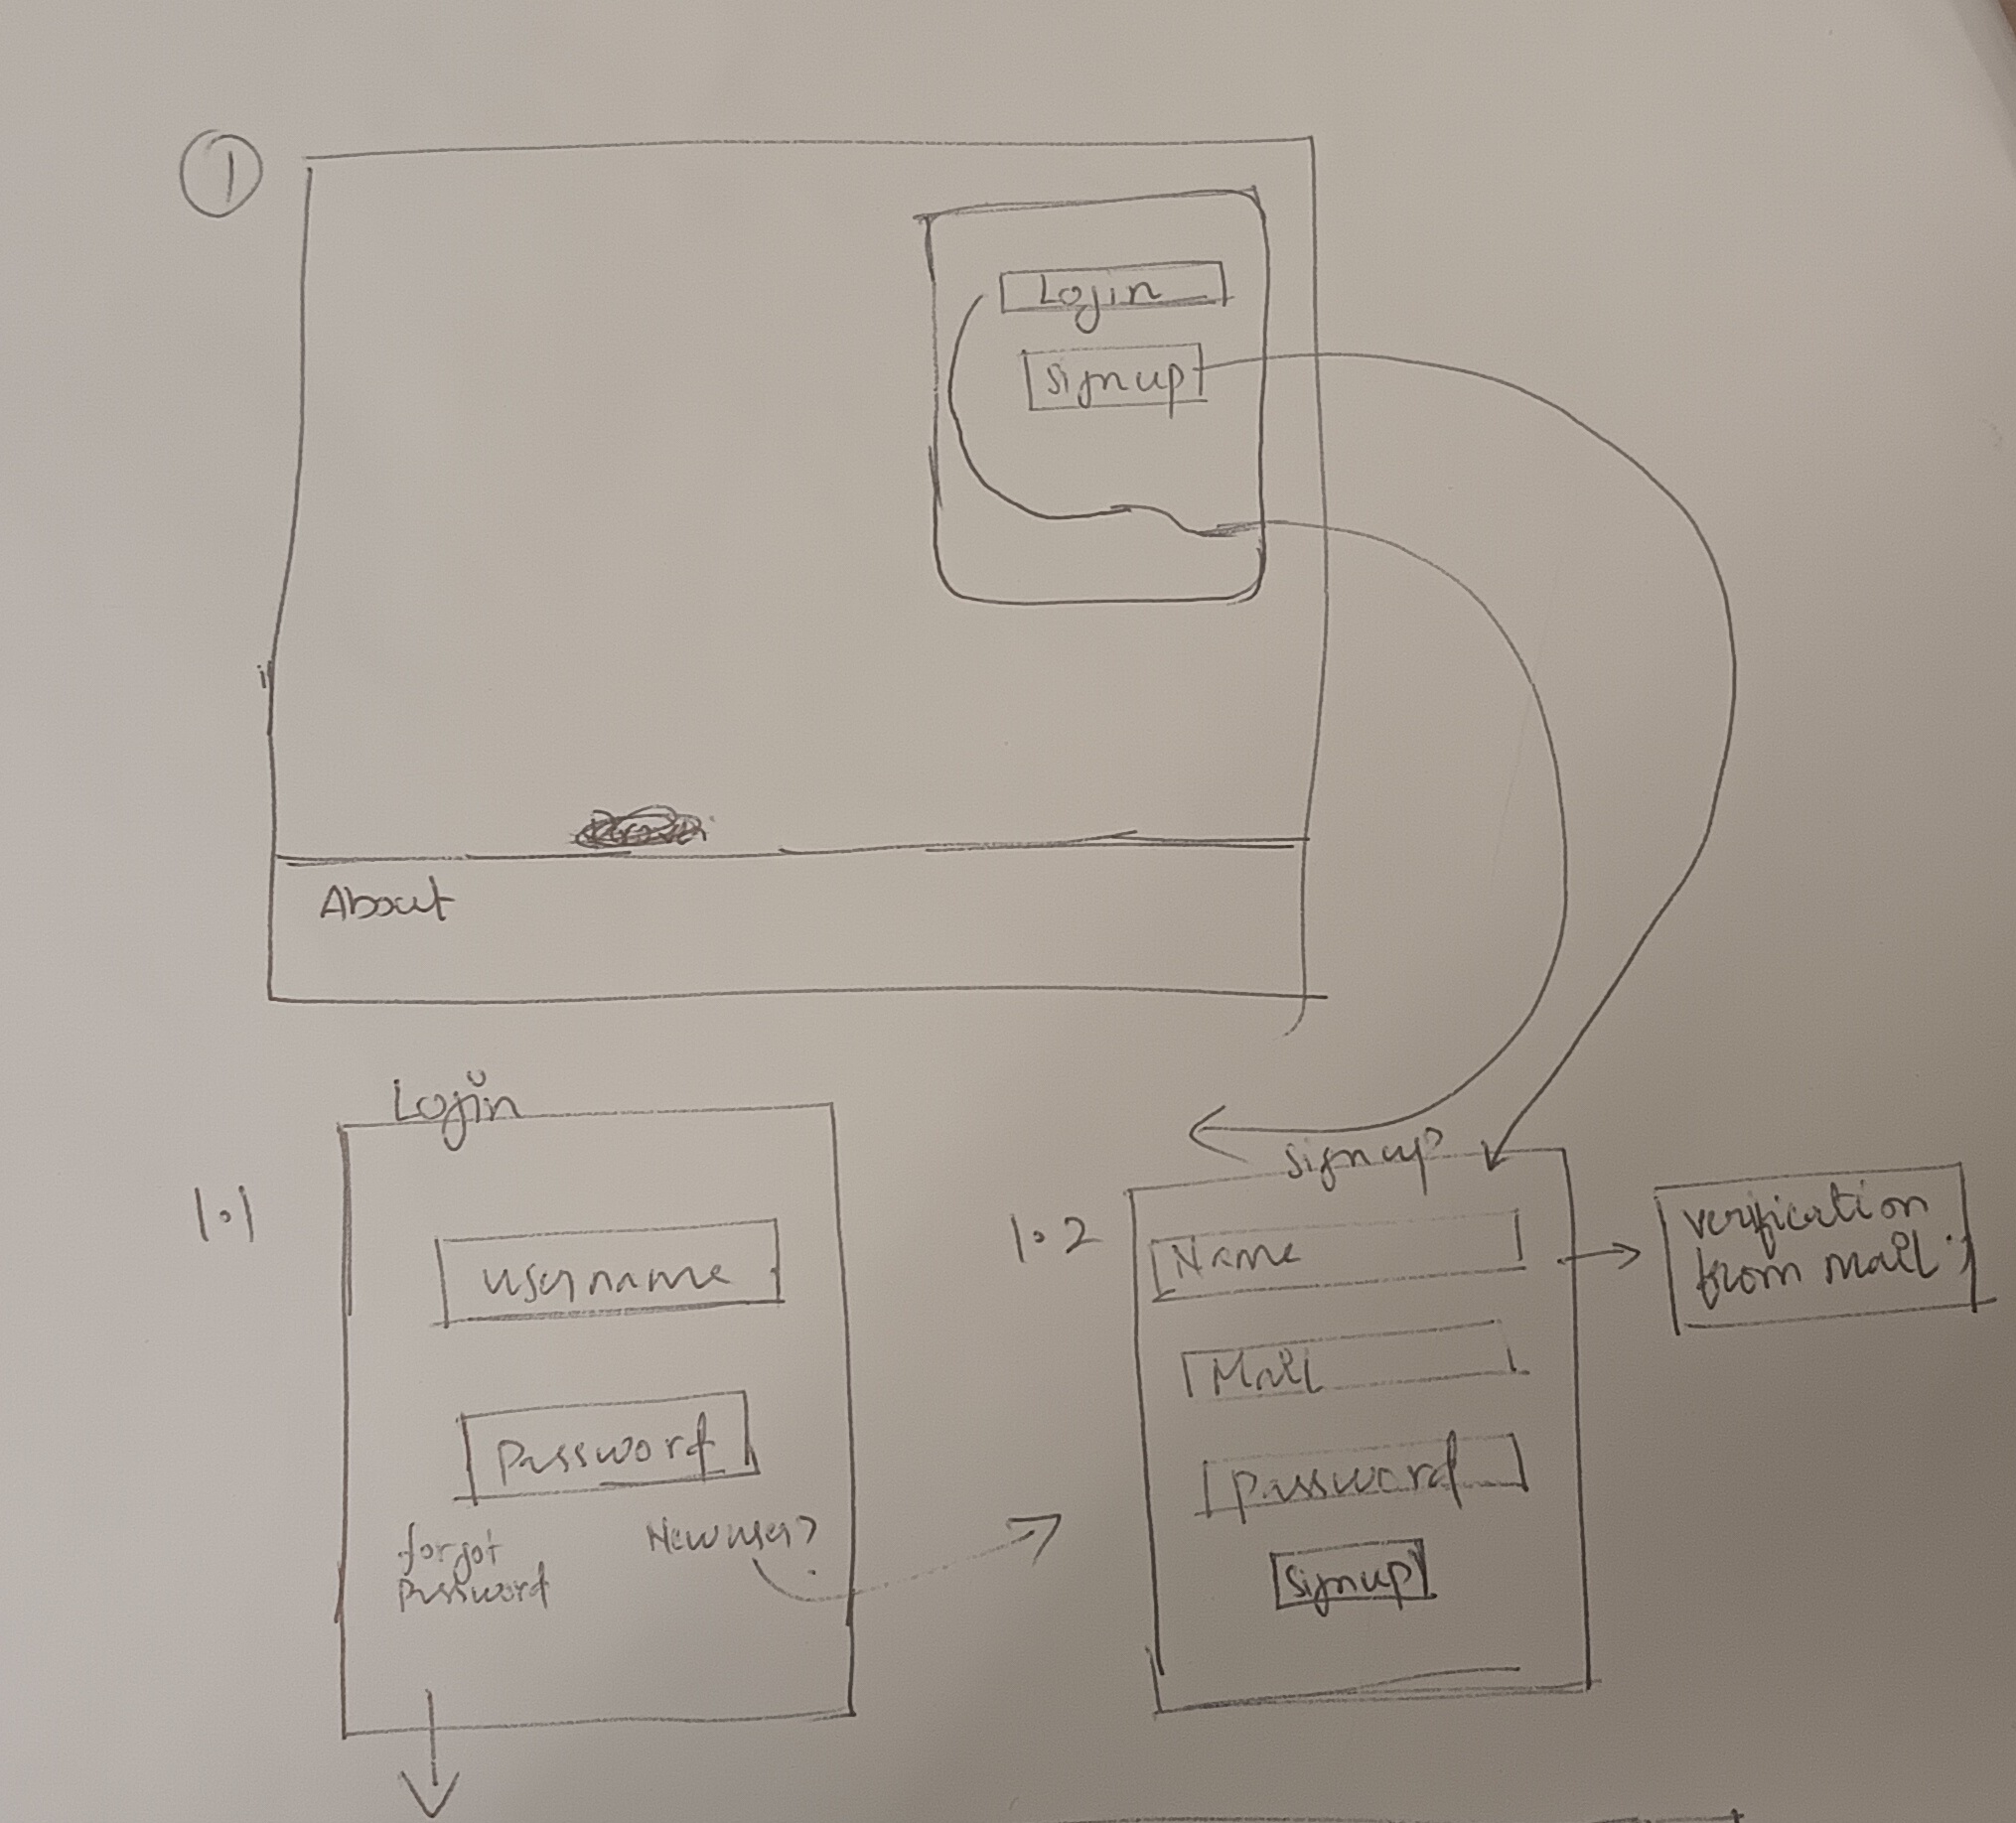 1
Login
Signup
About
Login
1.1
username
Password
forgot
Password
New user?
signup
1.2
Name
Mail
password
signup
verification
from mail